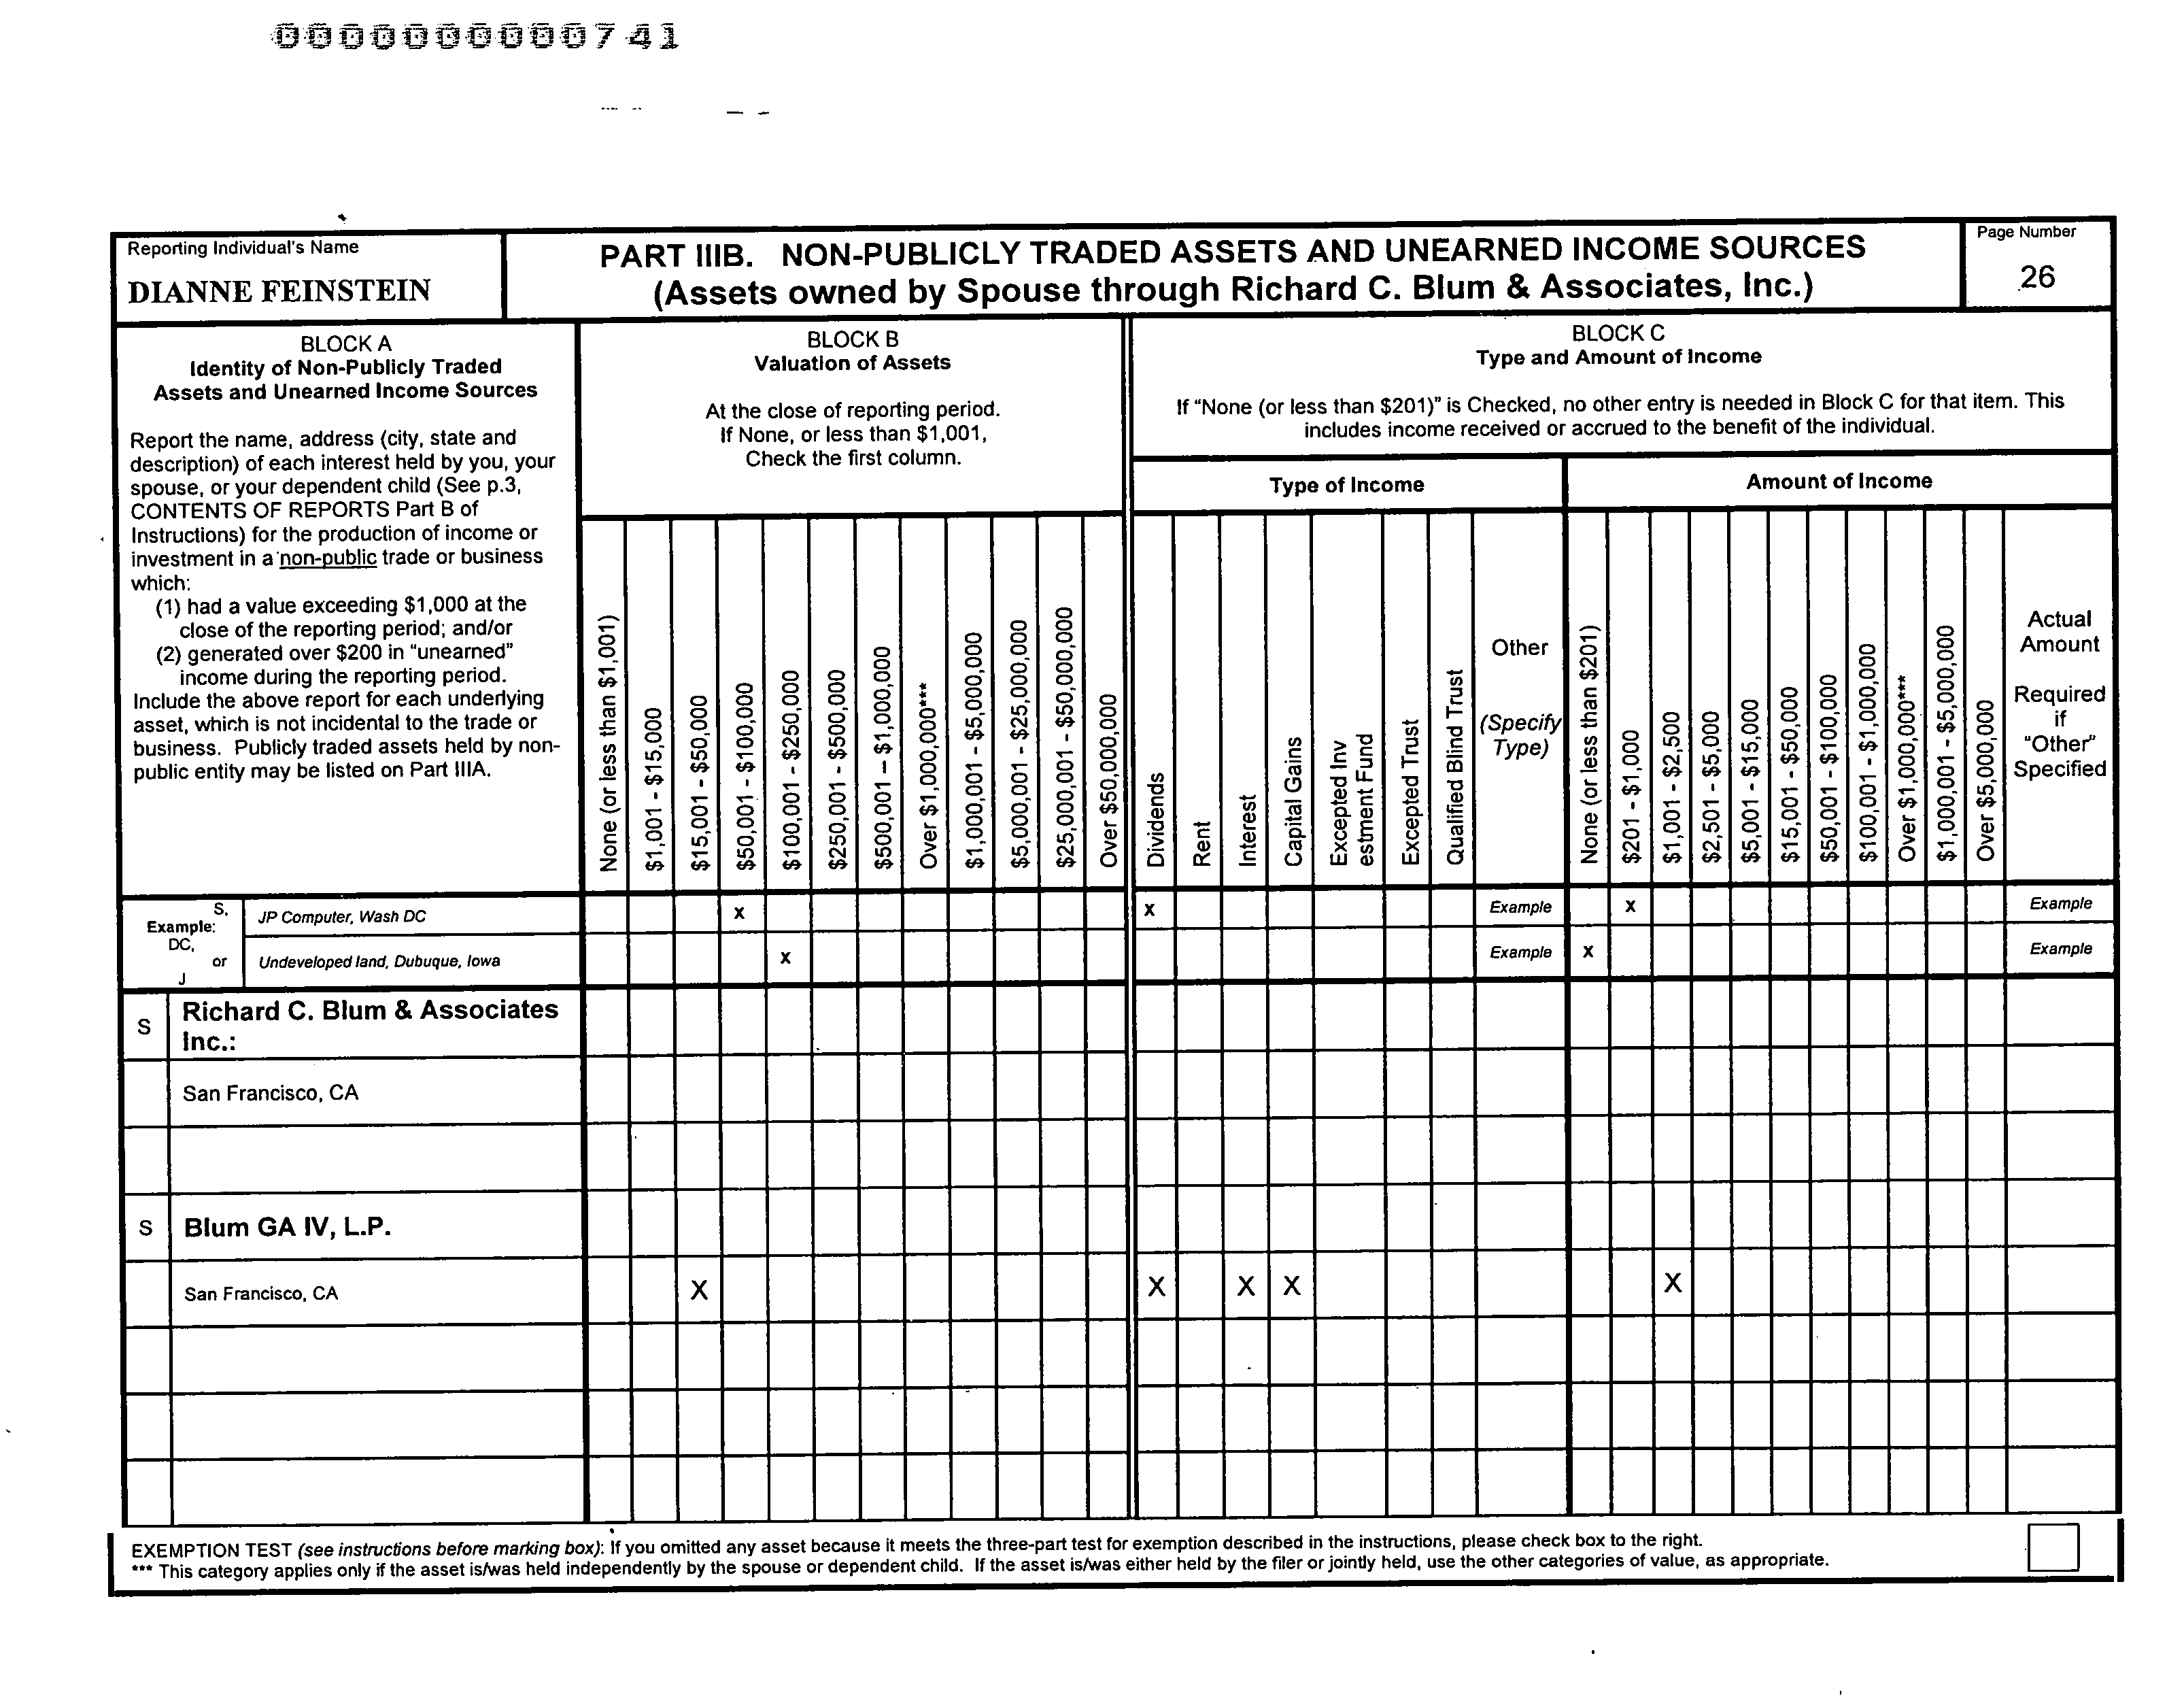 0000000000741
Reporting Individual's Name
DIANNE FEINSTEIN
PART IIIB. NON-PUBLICLY TRADED ASSETS AND UNEARNED INCOME SOURCES
(Assets owned by Spouse through Richard C. Blum & Associates, Inc.)
Page Number
26
BLOCK A
Identity of Non-Publicly Traded
Assets and Unearned Income Sources
Report the name, address (city, state and
description) of each interest held by you, your
spouse, or your dependent child (See p.3,
CONTENTS OF REPORTS Part B of
Instructions) for the production of income or
investment in a non-public trade or business
which:
(1) had a value exceeding $1,000 at the
close of the reporting period; and/or
(2) generated over $200 in "unearned"
income during the reporting period.
Include the above report for each underlying
asset, which is not incidental to the trade or
business. Publicly traded assets held by non-
public entity may be listed on Part IIIA.
BLOCK B
Valuation of Assets
At the close of reporting period.
If None, or less than $1,001,
Check the first column.
None (or less than $1,001)
$1,001 - $15,000
$15,001 - $50,000
$50,001 - $100,000
$100,001 - $250,000
$250,001 - $500,000
$500,001 – $1,000,000
Over $1,000,000***
$1,000,001 - $5,000,000
$5,000,001 - $25,000,000
$25,000,001 - $50,000,000
Over $50,000,000
BLOCK C
Type and Amount of Income
If "None (or less than $201)" is Checked, no other entry is needed in Block C for that item. This
includes income received or accrued to the benefit of the individual.
Type of Income
Dividends
Rent
Interest
Capital Gains
Excepted Inv
estment Fund
Excepted Trust
Qualified Blind Trust
Other
(Specify
Type)
Amount of Income
None (or less than $201)
$201 - $1,000
$1,001 - $2,500
$2,501 - $5,000
$5,001 - $15,000
$15,001 - $50,000
$50,001 - $100,000
$100,001 - $1,000,000
Over $1,000,000***
$1,000,001 - $5,000,000
Over $5,000,000
Actual
Amount
Required
if
"Other"
Specified
S,
Example:
DC,
or
J
JP Computer, Wash DC X X Example X Example
Undeveloped land, Dubuque, Iowa X Example X Example
S Richard C. Blum & Associates
Inc.:
San Francisco, CA
S Blum GA IV, L.P.
San Francisco, CA X X X X X
EXEMPTION TEST (see instructions before marking box): If you omitted any asset because it meets the three-part test for exemption described in the instructions, please check box to the right.
*** This category applies only if the asset is/was held independently by the spouse or dependent child. If the asset is/was either held by the filer or jointly held, use the other categories of value, as appropriate.